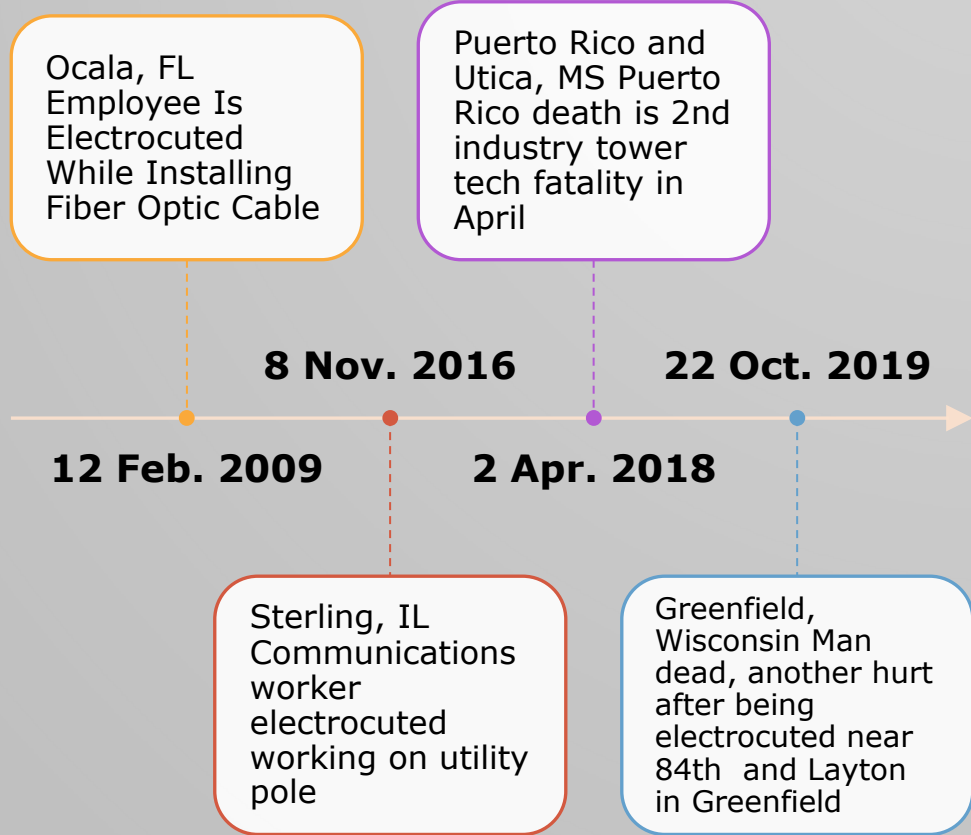 Ocala, FL
Employee Is
Electrocuted
While Installing
Fiber Optic Cable
Puerto Rico and
Utica, MS Puerto
Rico death is 2nd
industry tower
tech fatality in
April
8 Nov. 2016
22 Oct. 2019
12 Feb. 2009
2 Apr. 2018
Sterling, IL
Communications
worker
electrocuted
working on utility
pole
Greenfield,
Wisconsin Man
dead, another hurt
after being
electrocuted near
84th  and Layton
in Greenfield